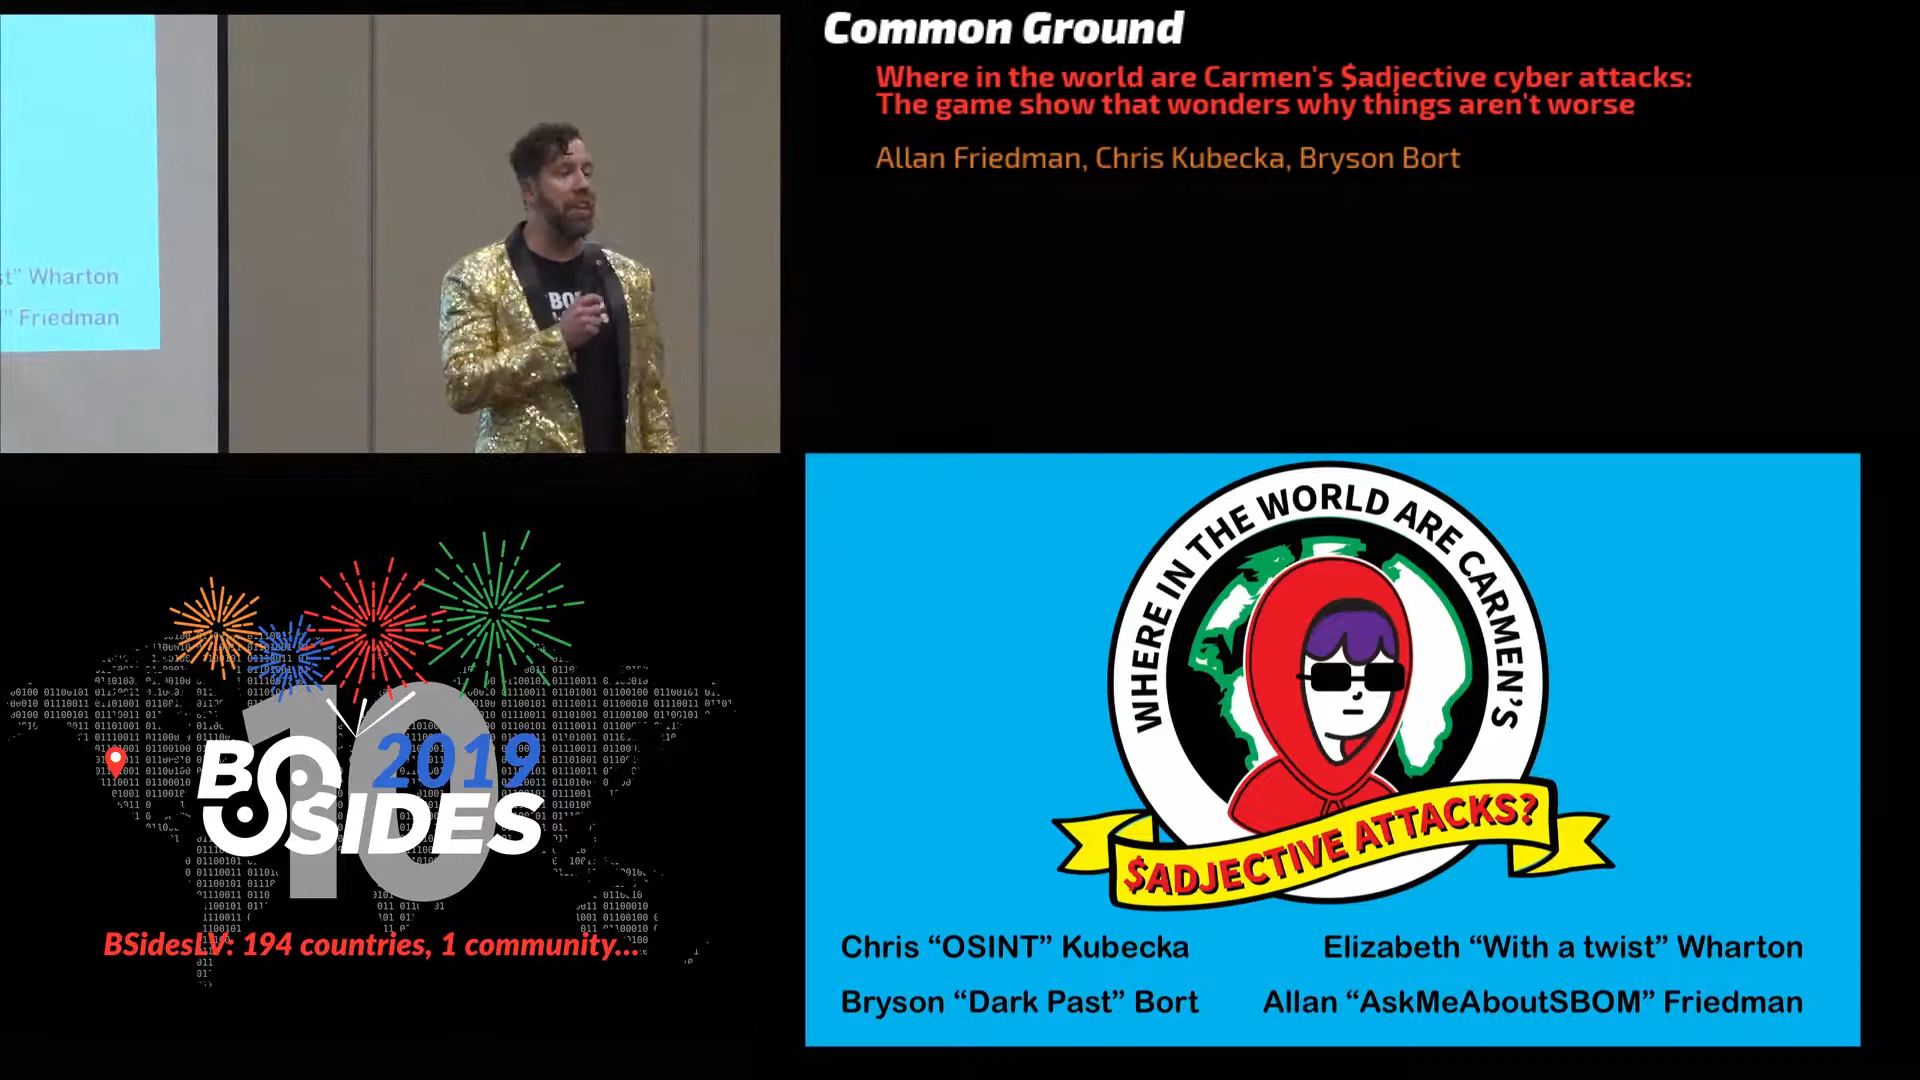 Common Ground
Where in the world are Carmen's $adjective cyber attacks:
The game show that wonders why things aren't worse
Allan Friedman, Chris Kubecka, Bryson Bort
Wharton
Friedman
10
BSIDES
2019
BSidesLV: 194 countries, 1 community...
WHERE IN THE WORLD ARE CARMEN'S
$ADJECTIVE ATTACKS?
Chris “OSINT” Kubecka
Elizabeth “With a twist” Wharton
Bryson “Dark Past” Bort
Allan “AskMeAboutSBOM” Friedman